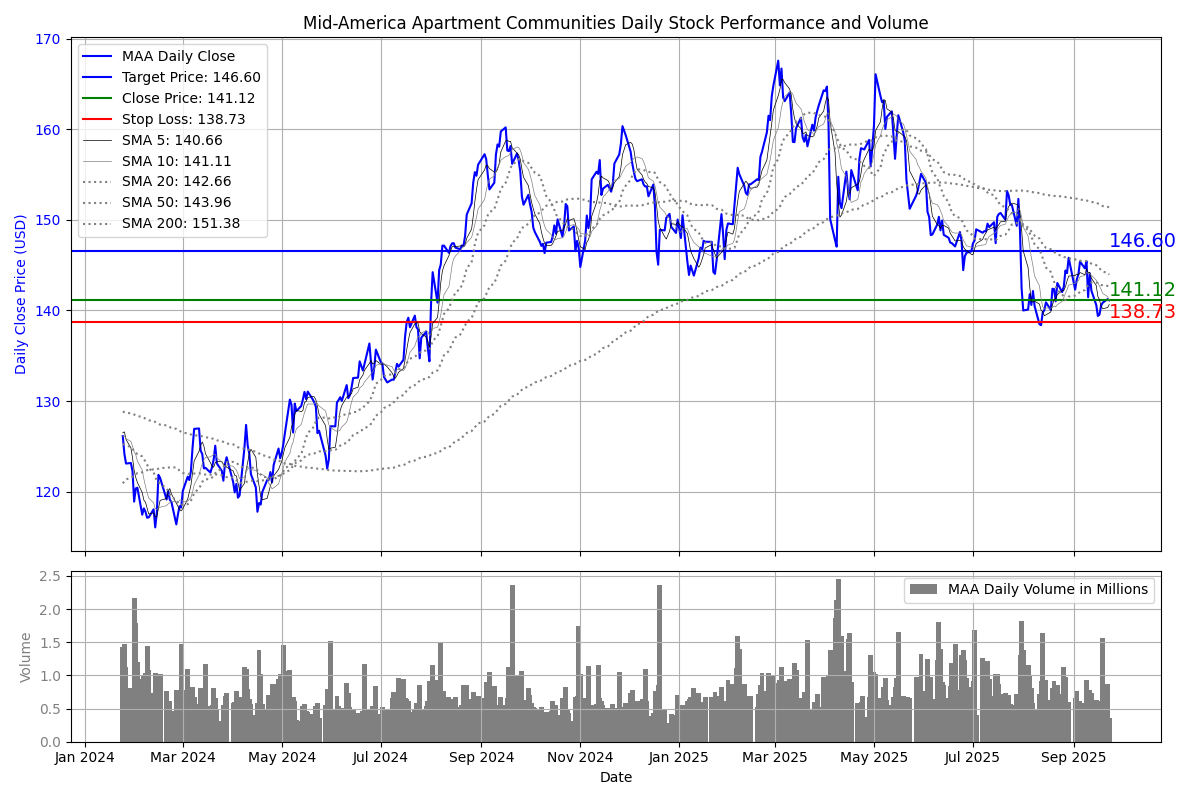 Mid-America Apartment Communities Daily Stock Performance and Volume
MAA Daily Close
Target Price: 146.60
Close Price: 141.12
Stop Loss: 138.73
SMA 5: 140.66
SMA 10: 141.11
SMA 20: 142.66
SMA 50: 143.96
SMA 200: 151.38
Daily Close Price (USD)
170
160
150
140
130
120
146.60
141.12
138.73
MAA Daily Volume in Millions
Volume
2.5
2.0
1.5
1.0
0.5
0.0
Jan 2024 Mar 2024 May 2024 Jul 2024 Sep 2024 Nov 2024 Jan 2025 Mar 2025 May 2025 Jul 2025 Sep 2025
Date